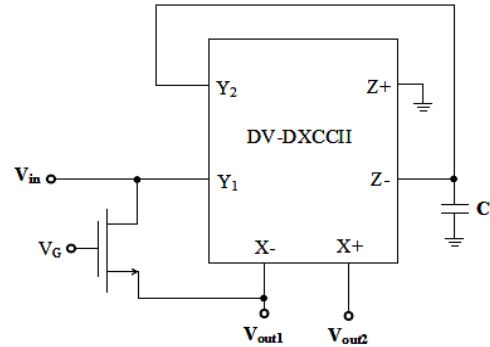 Y₂
Z+
DV-DXCCII
Vin
Y₁
Z-
C
VG
X-
X+
Vout1
Vout2